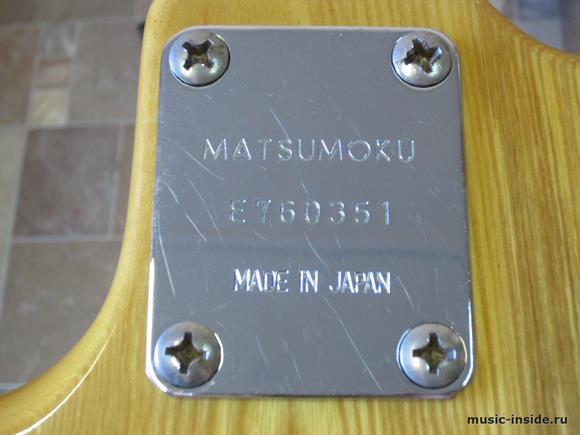 MATSUMOKU
E760351
MADE IN JAPAN
music-inside.ru